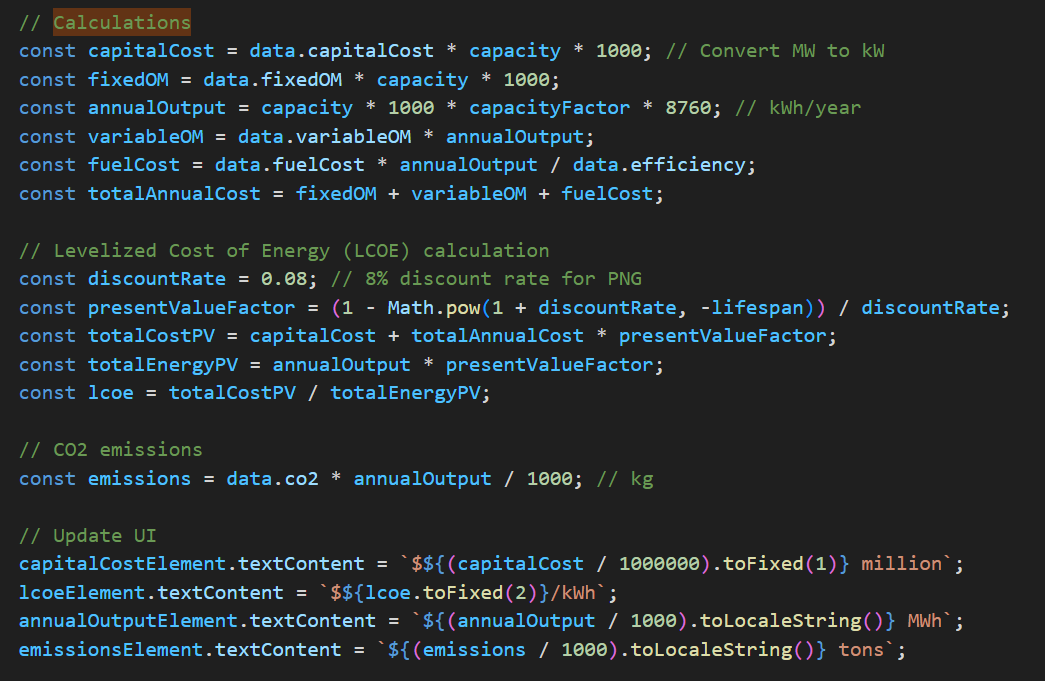 // Calculations
const capitalCost = data.capitalCost * capacity * 1000; // Convert MW to kW
const fixedOM = data.fixedOM * capacity * 1000;
const annualOutput = capacity * 1000 * capacityFactor * 8760; // kWh/year
const variableOM = data.variableOM * annualOutput;
const fuelCost = data.fuelCost * annualOutput / data.efficiency;
const totalAnnualCost = fixedOM + variableOM + fuelCost;
// Levelized Cost of Energy (LCOE) calculation
const discountRate = 0.08; // 8% discount rate for PNG
const presentValueFactor = (1 - Math.pow(1 + discountRate, -lifespan)) / discountRate;
const totalCostPV = capitalCost + totalAnnualCost * presentValueFactor;
const totalEnergyPV = annualOutput * presentValueFactor;
const lcoe = totalCostPV / totalEnergyPV;
// CO2 emissions
const emissions = data.co2 * annualOutput / 1000; // kg
// Update UI
capitalCostElement.textContent = `$${(capitalCost / 1000000).toFixed(1)} million`;
lcoeElement.textContent = `$${lcoe.toFixed(2)}/kWh`;
annualOutputElement.textContent = `${(annualOutput / 1000).toLocaleString()} MWh`;
emissionsElement.textContent = `${(emissions / 1000).toLocaleString()} tons`;